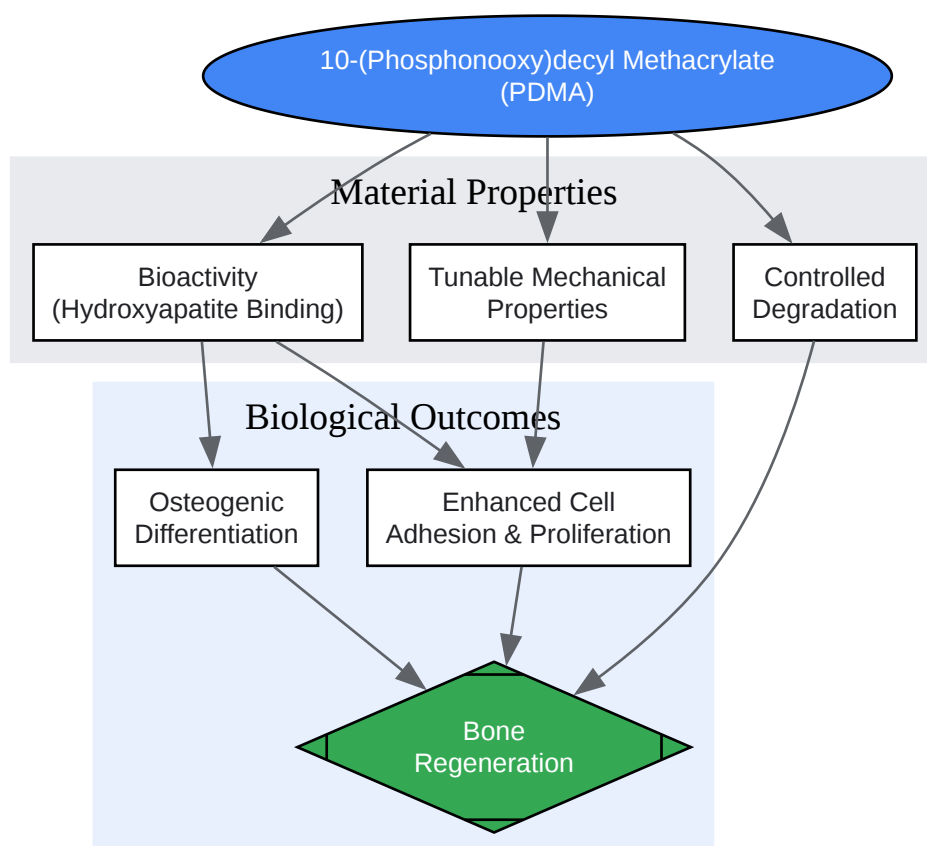 10-(Phosphonooxy)decyl Methacrylate
(PDMA)
Material Properties
Bioactivity
(Hydroxyapatite Binding)
Tunable Mechanical
Properties
Controlled
Degradation
Biological Outcomes
Osteogenic
Differentiation
Enhanced Cell
Adhesion & Proliferation
Bone
Regeneration